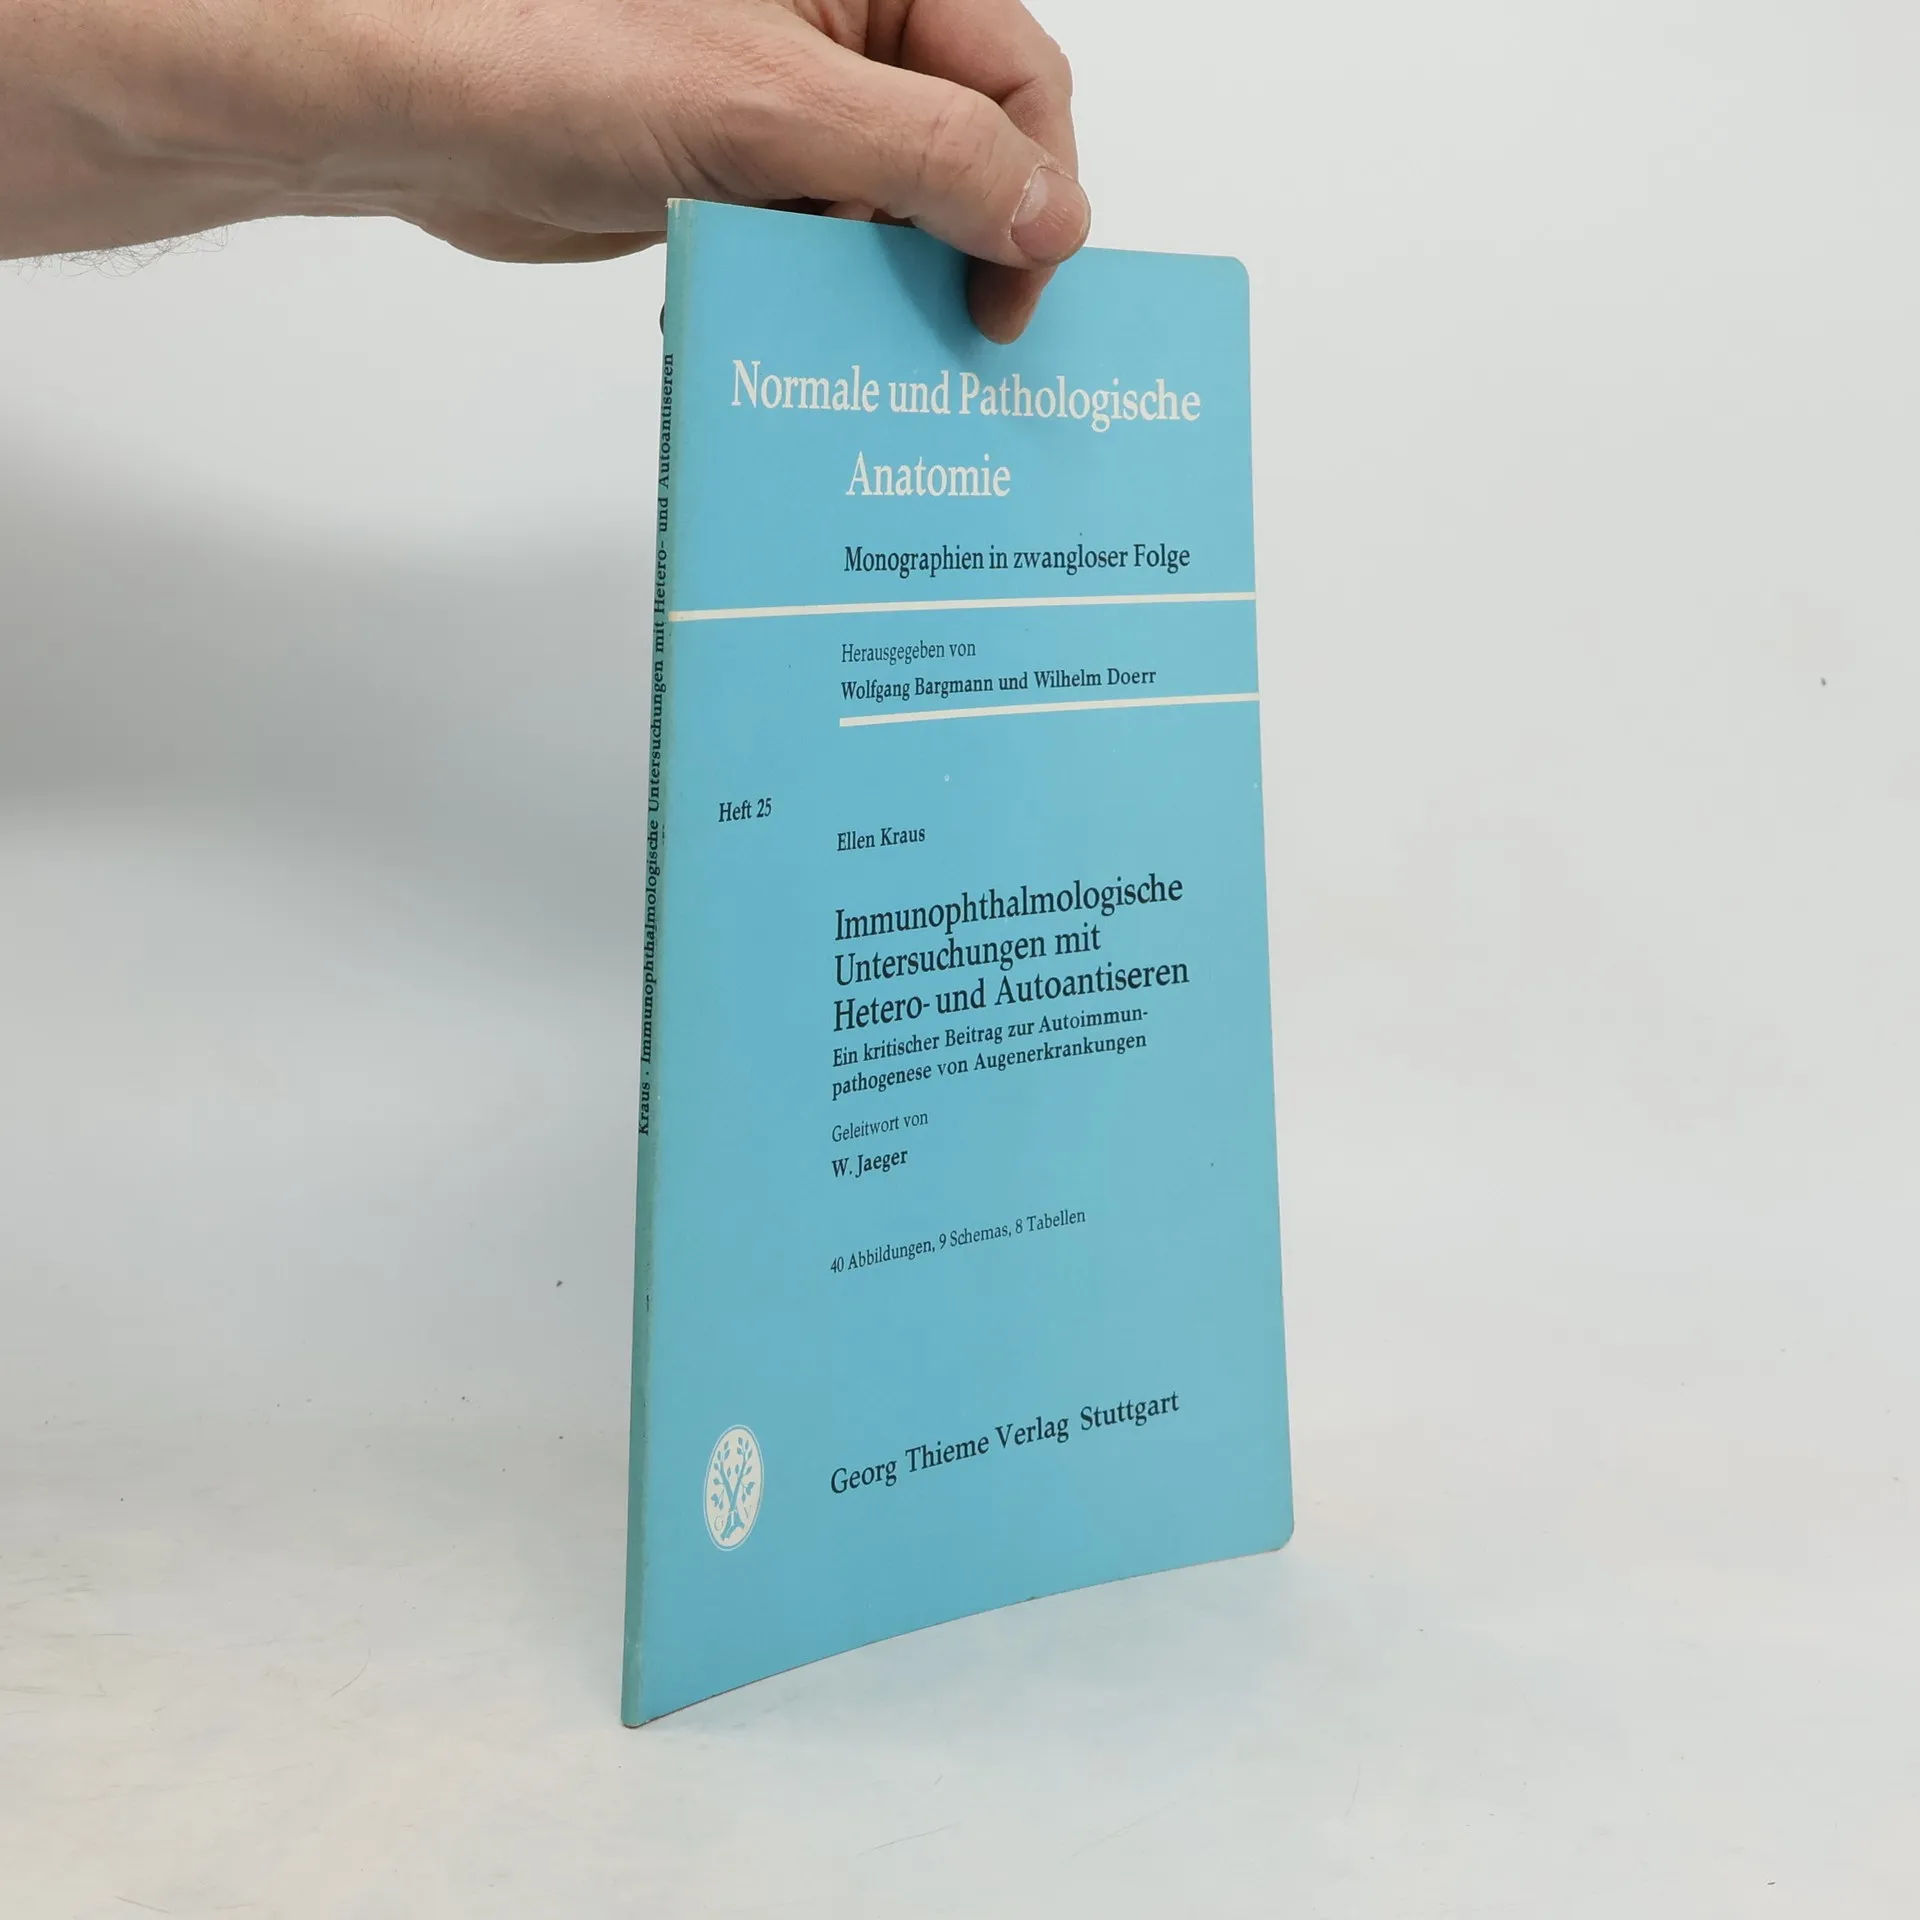 Normale und Pathologische
Anatomie
Monographien in zwangloser Folge
Herausgegeben von
Wolfgang Bargmann und Wilhelm Doerr
Heft 25
Ellen Kraus
Immunophthalmologische
Untersuchungen mit
Hetero- und Autoantiseren
Ein kritischer Beitrag zur Autoimmun-
pathogenese von Augenerkrankungen
Geleitwort von
W. Jaeger
40 Abbildungen, 9 Schemas, 8 Tabellen
Georg Thieme Verlag Stuttgart
G T V
Kraus · Immunophthalmologische Untersuchungen mit Hetero- und Autoantiseren